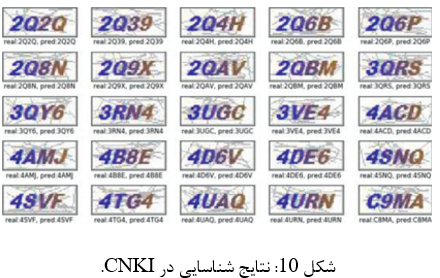 2Q2Q 2Q39 2Q4H 2Q6B 2Q6P
real:2Q2Q, pred:2Q2Q real:2Q39, pred:2Q39 real:2Q4H, pred:2Q4H real:2Q6B, pred:2Q6B real:2Q6P, pred:2Q6P
2Q8N 2Q9X 2QAV 2QBM 3QRS
real:2Q8N, pred:2Q8N real:2Q9X, pred:2Q9X real:2QAV, pred:2QAV real:2QBM, pred:2QBM real:3QRS, pred:3QRS
3QY6 3RN4 3UGC 3VE4 4ACD
real:3QY6, pred:3QY6 real:3RN4, pred:3RN4 real:3UGC, pred:3UGC real:3VE4, pred:3VE4 real:4ACD, pred:4ACD
4AMJ 4B8E 4D6V 4DE6 4SNQ
real:4AMJ, pred:4AMJ real:4B8E, pred:4B8E real:4D6V, pred:4D6V real:4DE6, pred:4DE6 real:4SNQ, pred:4SNQ
4SVF 4TG4 4UAQ 4URN C9MA
real:4SVF, pred:4SVF real:4TG4, pred:4TG4 real:4UAQ, pred:4UAQ real:4URN, pred:4URN real:C8MA, pred:C8MA
شکل 10: نتایج شناسایی در CNKI.